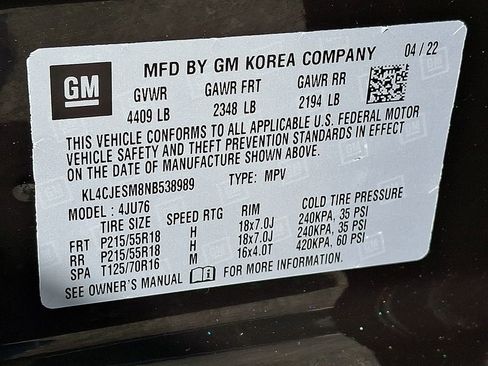 GM
MFD BY GM KOREA COMPANY 04 / 22
GVWR GAWR FRT GAWR RR
4409 LB 2348 LB 2194 LB
THIS VEHICLE CONFORMS TO ALL APPLICABLE U.S. FEDERAL MOTOR
VEHICLE SAFETY AND THEFT PREVENTION STANDARDS IN EFFECT
ON THE DATE OF MANUFACTURE SHOWN ABOVE.
KL4CJESM8NB538989 TYPE: MPV
MODEL: 4JU76
TIRE SIZE SPEED RTG RIM COLD TIRE PRESSURE
FRT P215/55R18 H 18x7.0J 240KPA, 35 PSI
RR P215/55R18 H 18x7.0J 240KPA, 35 PSI
SPA T125/70R16 M 16x4.0T 420KPA, 60 PSI
SEE OWNER'S MANUAL FOR MORE INFORMATION.